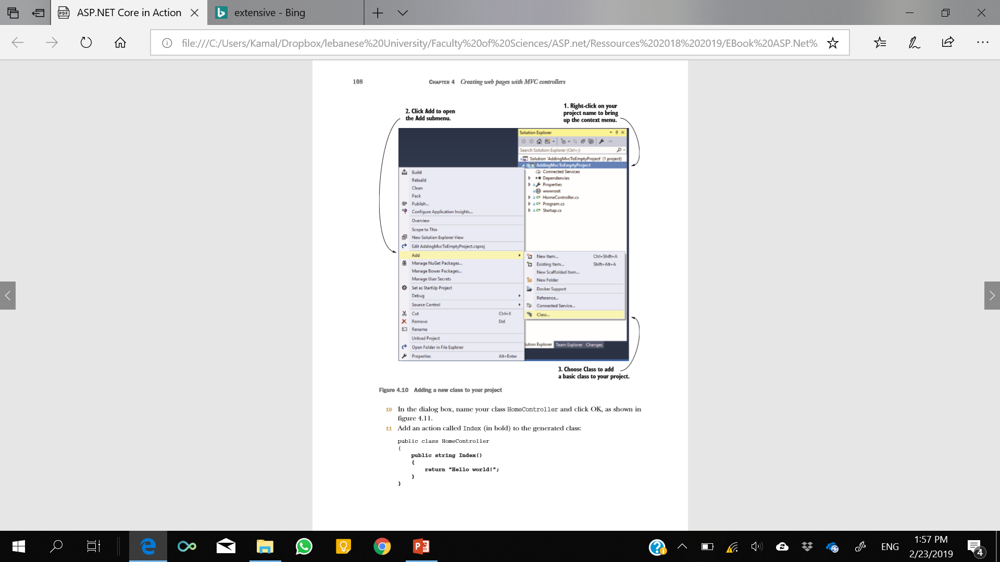 ASP.NET Core in Action
extensive - Bing
file:///C:/Users/Kamal/Dropbox/lebanese%20University/Faculty%20of%20Sciences/ASP.net/Ressources%202018%202019/EBook%20ASP.Net%
108
CHAPTER 4 Creating web pages with MVC controllers
2. Click Add to open
the Add submenu.
1. Right-click on your
project name to bring
up the context menu.
Solution Explorer
Search Solution Explorer (Ctrl+;)
Solution 'AddingMvcToEmptyProject' (1 project)
AddingMvcToEmptyProject
Connected Services
Dependencies
Properties
wwwroot
HomeController.cs
Program.cs
Startup.cs
Build
Rebuild
Clean
Pack
Publish...
Configure Application Insights...
Overview
Scope to This
New Solution Explorer View
Edit AddingMvcToEmptyProject.csproj
Add
Manage NuGet Packages...
Manage Bower Packages...
Manage User Secrets
Set as StartUp Project
Debug
Source Control
Cut Ctrl+X
Remove Del
Rename
Unload Project
Open Folder in File Explorer
Properties Alt+Enter
New Item... Ctrl+Shift+A
Existing Item... Shift+Alt+A
New Scaffolded Item...
New Folder
Docker Support
Reference...
Connected Service...
Class...
ution Explorer Team Explorer Changes
3. Choose Class to add
a basic class to your project.
Figure 4.10 Adding a new class to your project
10 In the dialog box, name your class HomeController and click OK, as shown in
figure 4.11.
11 Add an action called Index (in bold) to the generated class:
public class HomeController
{
public string Index()
{
return "Hello world!";
}
}
ENG
1:57 PM
2/23/2019
4